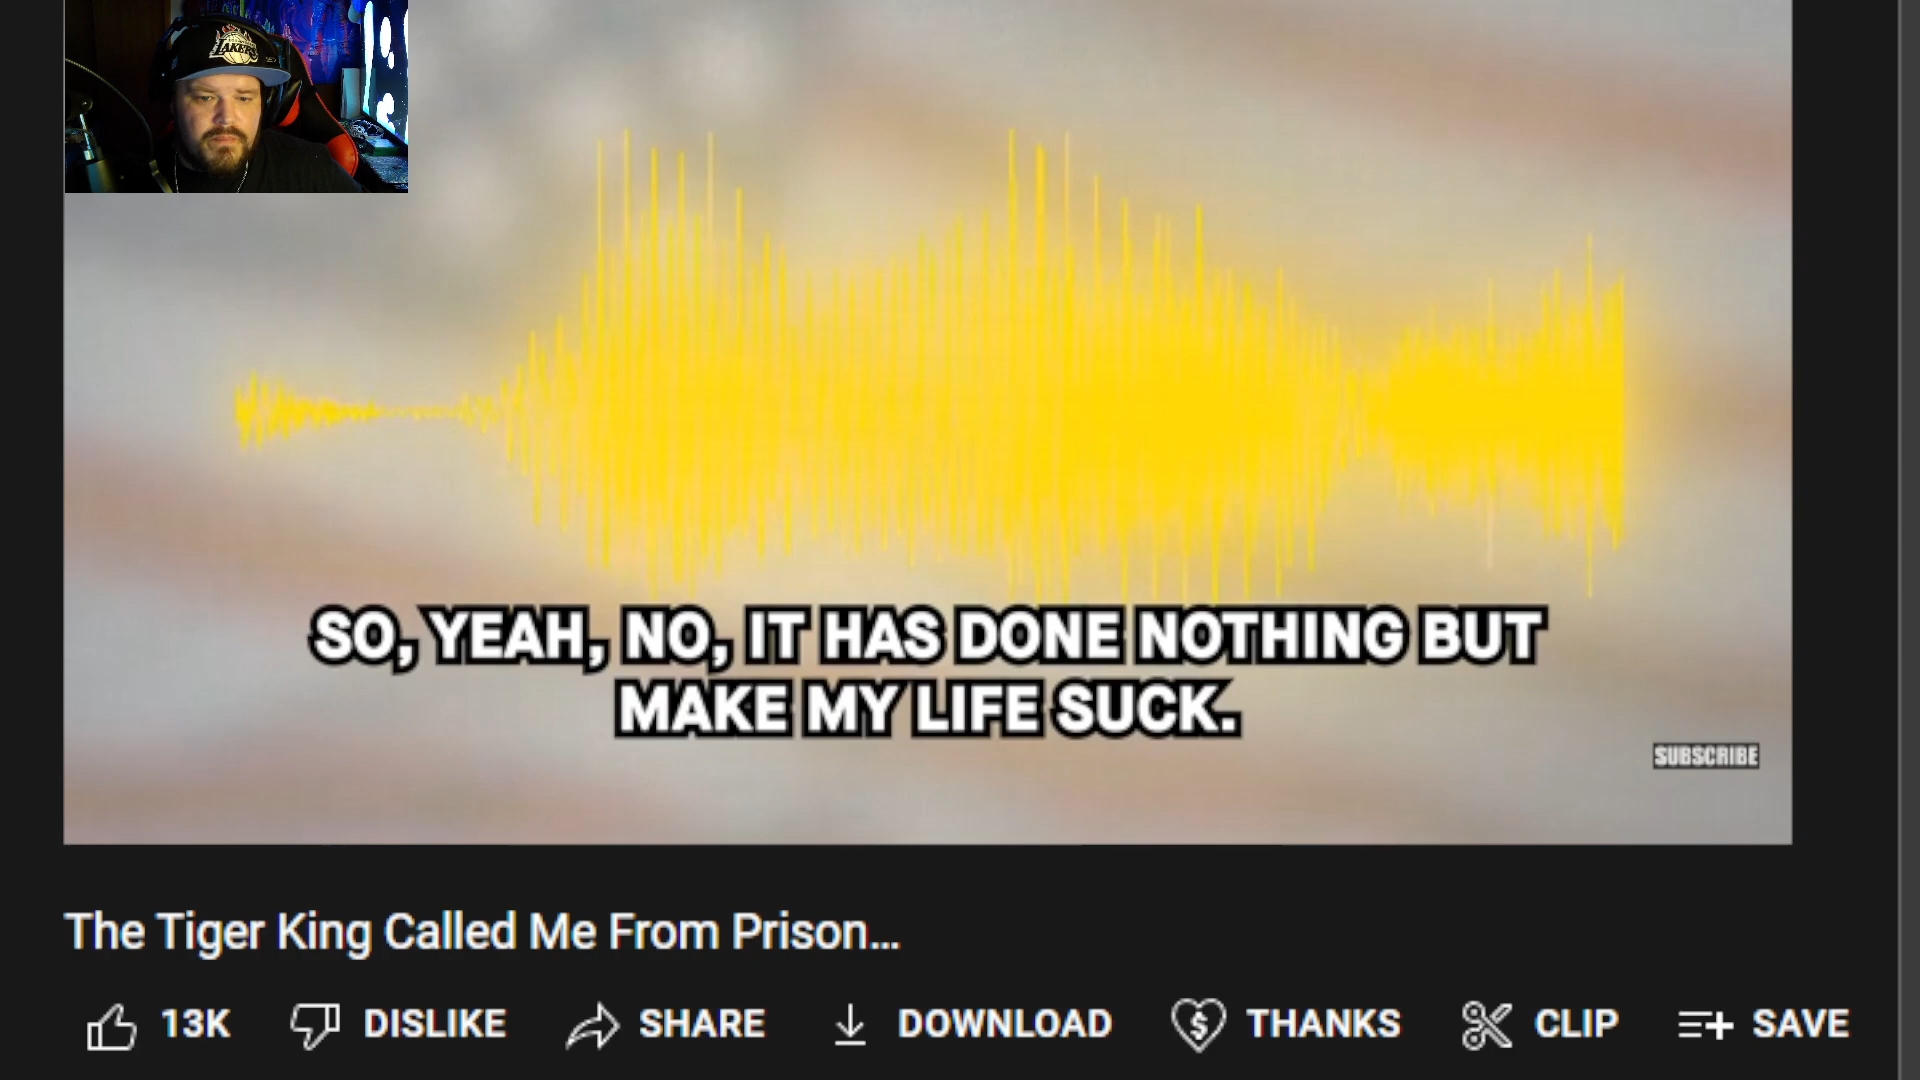 LAKERS
SO, YEAH, NO, IT HAS DONE NOTHING BUT
MAKE MY LIFE SUCK.
SUBSCRIBE
The Tiger King Called Me From Prison...
13K DISLIKE SHARE DOWNLOAD THANKS CLIP SAVE